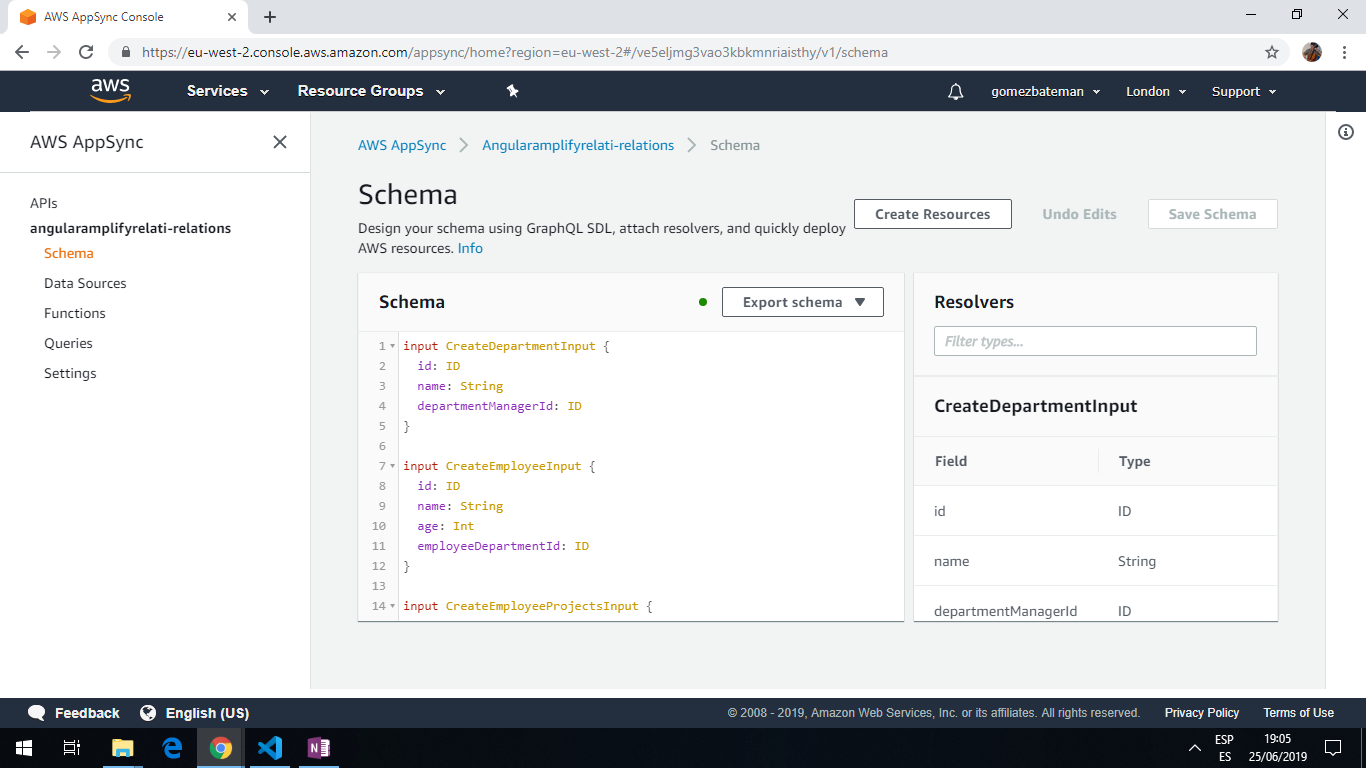 AWS AppSync Console
https://eu-west-2.console.aws.amazon.com/appsync/home?region=eu-west-2#/ve5eljmg3vao3kbkmnriaisthy/v1/schema
aws Services Resource Groups gomezbateman London Support
AWS AppSync
APIs
angularamplifyrelati-relations
Schema
Data Sources
Functions
Queries
Settings
AWS AppSync Angularamplifyrelati-relations Schema
Schema
Design your schema using GraphQL SDL, attach resolvers, and quickly deploy
AWS resources. Info
Create Resources Undo Edits Save Schema
Schema Export schema
1 input CreateDepartmentInput {
2 id: ID
3 name: String
4 departmentManagerId: ID
5 }
6
7 input CreateEmployeeInput {
8 id: ID
9 name: String
10 age: Int
11 employeeDepartmentId: ID
12 }
13
14 input CreateEmployeeProjectsInput {
Resolvers
Filter types...
CreateDepartmentInput
Field Type
id ID
name String
departmentManagerId ID
Feedback English (US) © 2008 - 2019, Amazon Web Services, Inc. or its affiliates. All rights reserved. Privacy Policy Terms of Use
ESP 19:05
ES 25/06/2019